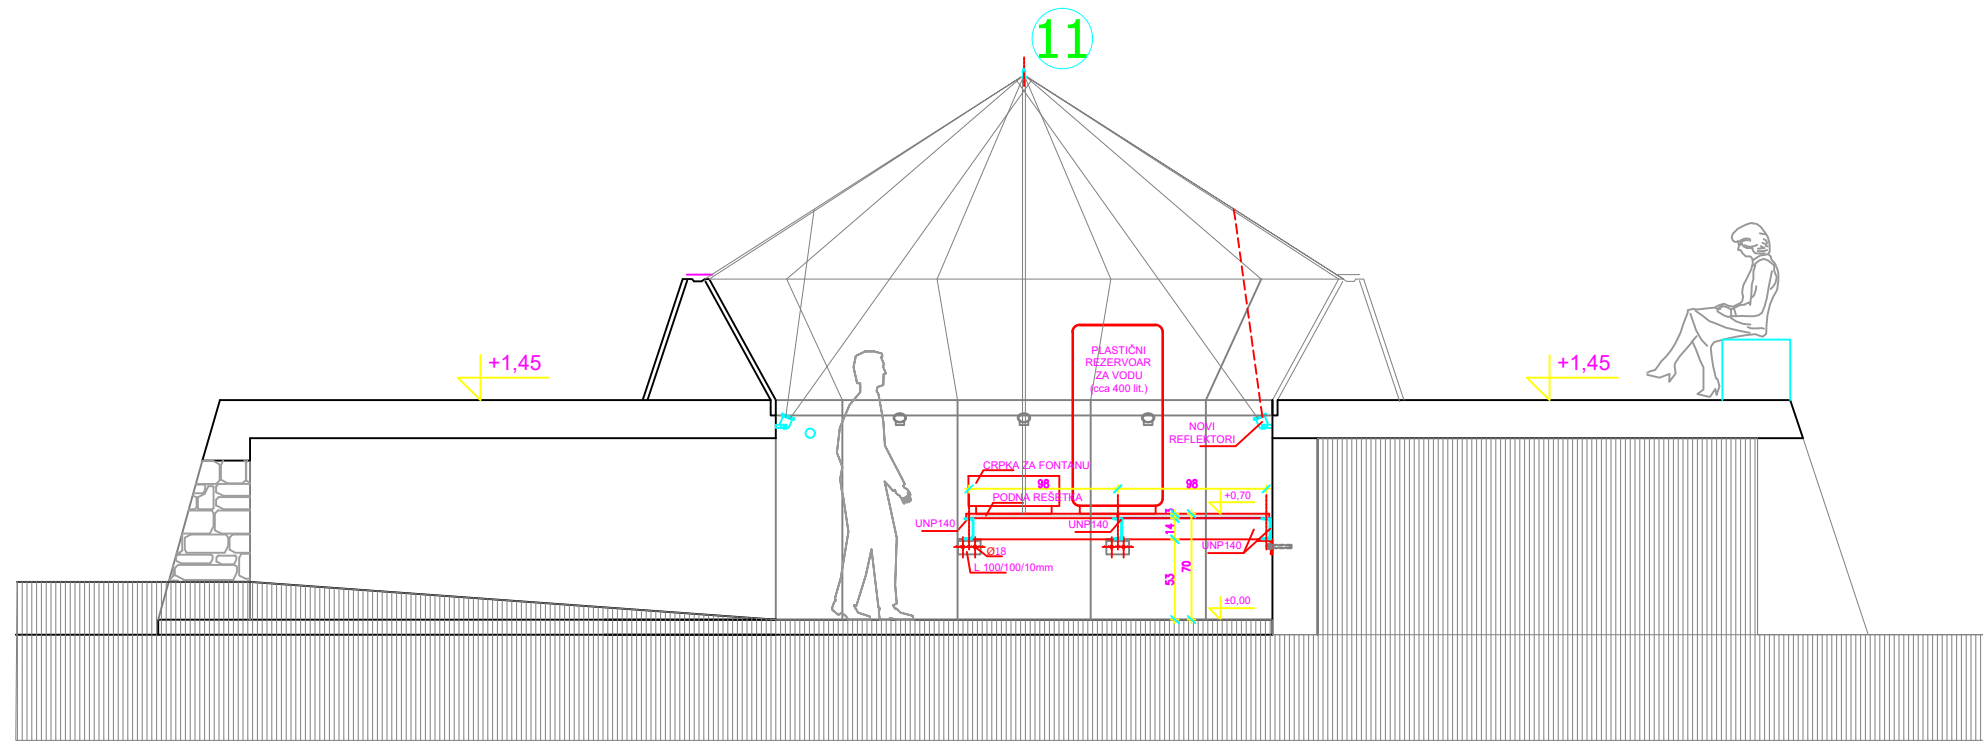 11
+1,45
+1,45
PLASTIČNI
REZERVOAR
ZA VODU
(cca 400 lit.)
NOVI
REFLEKTORI
CRPKA ZA FONTANU
98
98
PODNA REŠETKA
+0,70
UNP140
UNP140
3
14
UNP140
Ø18
L 100/100/10mm
53
70
±0,00